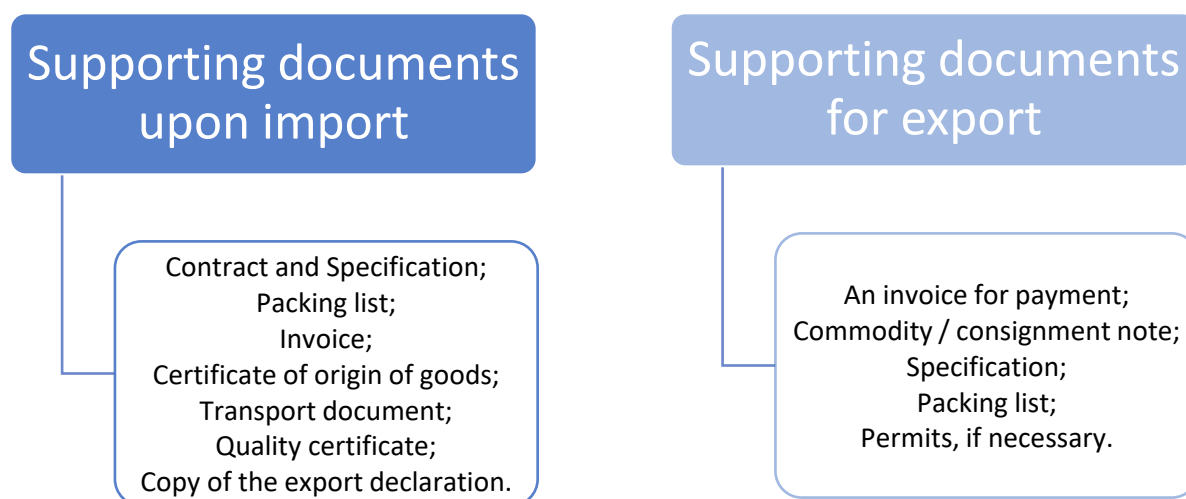 Supporting documents
upon import
Contract and Specification;
Packing list;
Invoice;
Certificate of origin of goods;
Transport document;
Quality certificate;
Copy of the export declaration.
Supporting documents
for export
An invoice for payment;
Commodity / consignment note;
Specification;
Packing list;
Permits, if necessary.